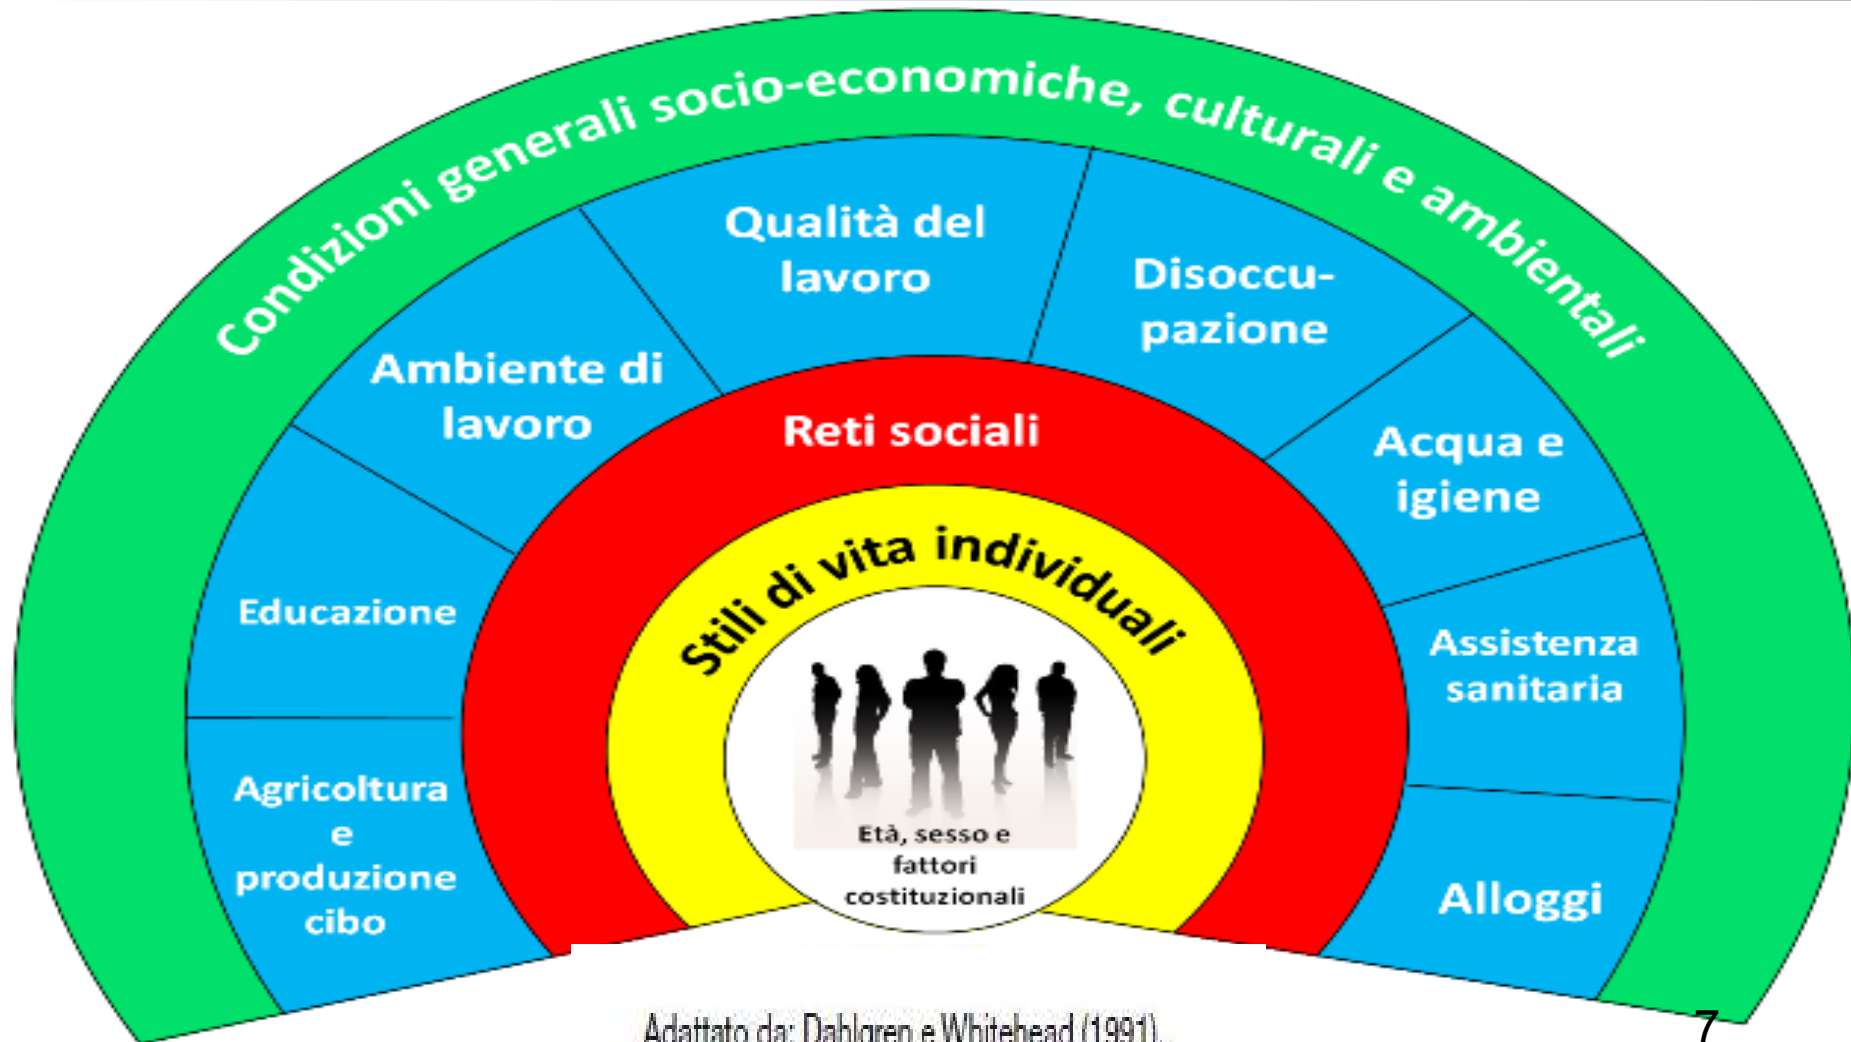 Condizioni generali socio-economiche, culturali e ambientali
Qualità del
lavoro
Disoccu-
pazione
Ambiente di
lavoro
Acqua e
igiene
Educazione
Assistenza
sanitaria
Agricoltura
e
produzione
cibo
Alloggi
Reti sociali
Stili di vita individuali
Età, sesso e
fattori
costituzionali
Adattato da: Dahlgren e Whitehead (1991).
7